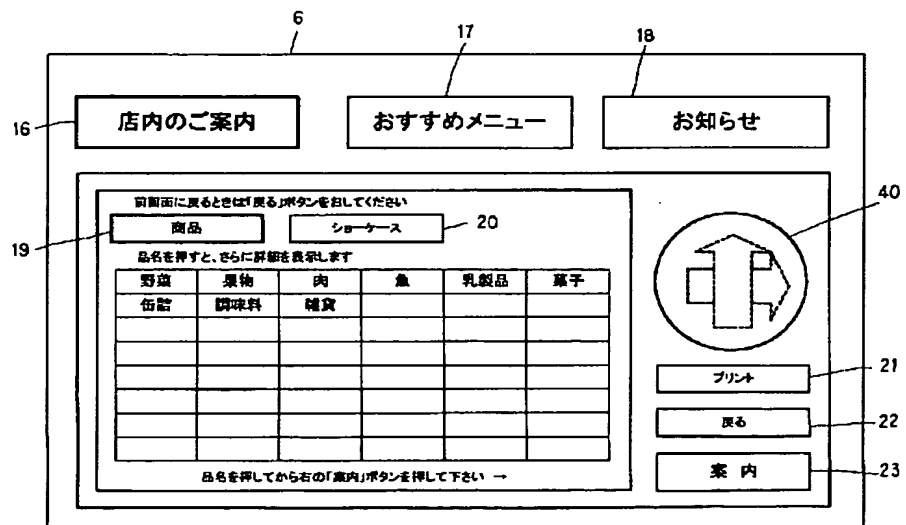 6
17
18
16
店内のご案内
おすすめメニュー
お知らせ
前画面に戻るときは「戻る」ボタンをおしてください
40
19
商品
ショーケース
20
品名を押すと、さらに詳細を表示します
野菜 果物 肉 魚 乳製品 菓子
缶詰 調味料 雑貨
プリント
21
戻る
22
案 内
23
品名を押してから右の「案内」ボタンを押して下さい →